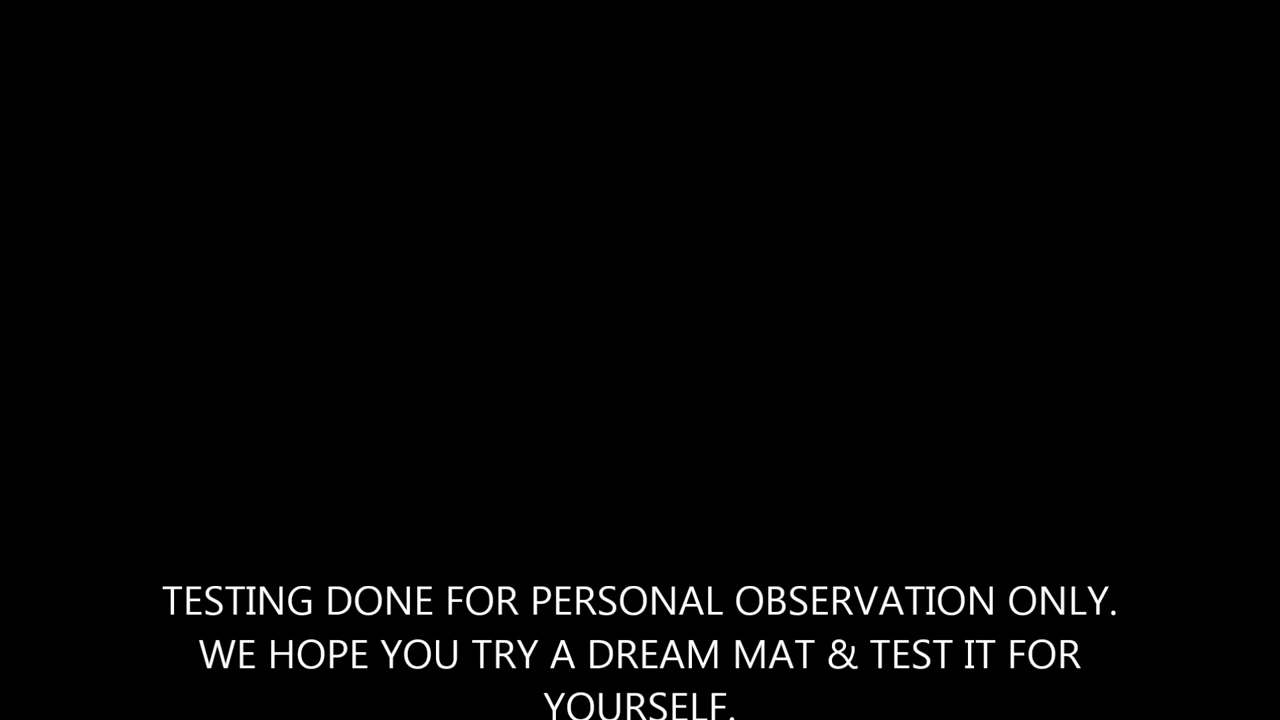 TESTING DONE FOR PERSONAL OBSERVATION ONLY.
WE HOPE YOU TRY A DREAM MAT & TEST IT FOR
YOURSELF.